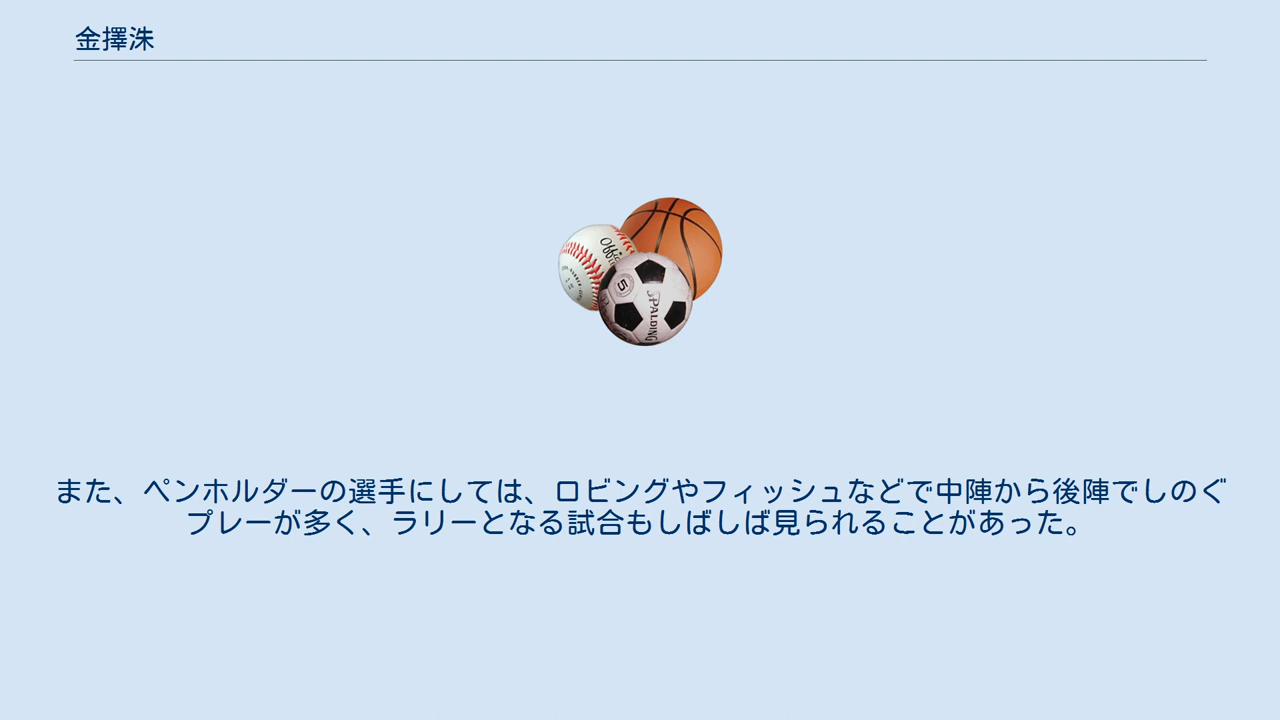 金擇洙
Offic
5
SPALDING
また、ペンホルダーの選手にしては、ロビングやフィッシュなどで中陣から後陣でしのぐ
プレーが多く、ラリーとなる試合もしばしば見られることがあった。